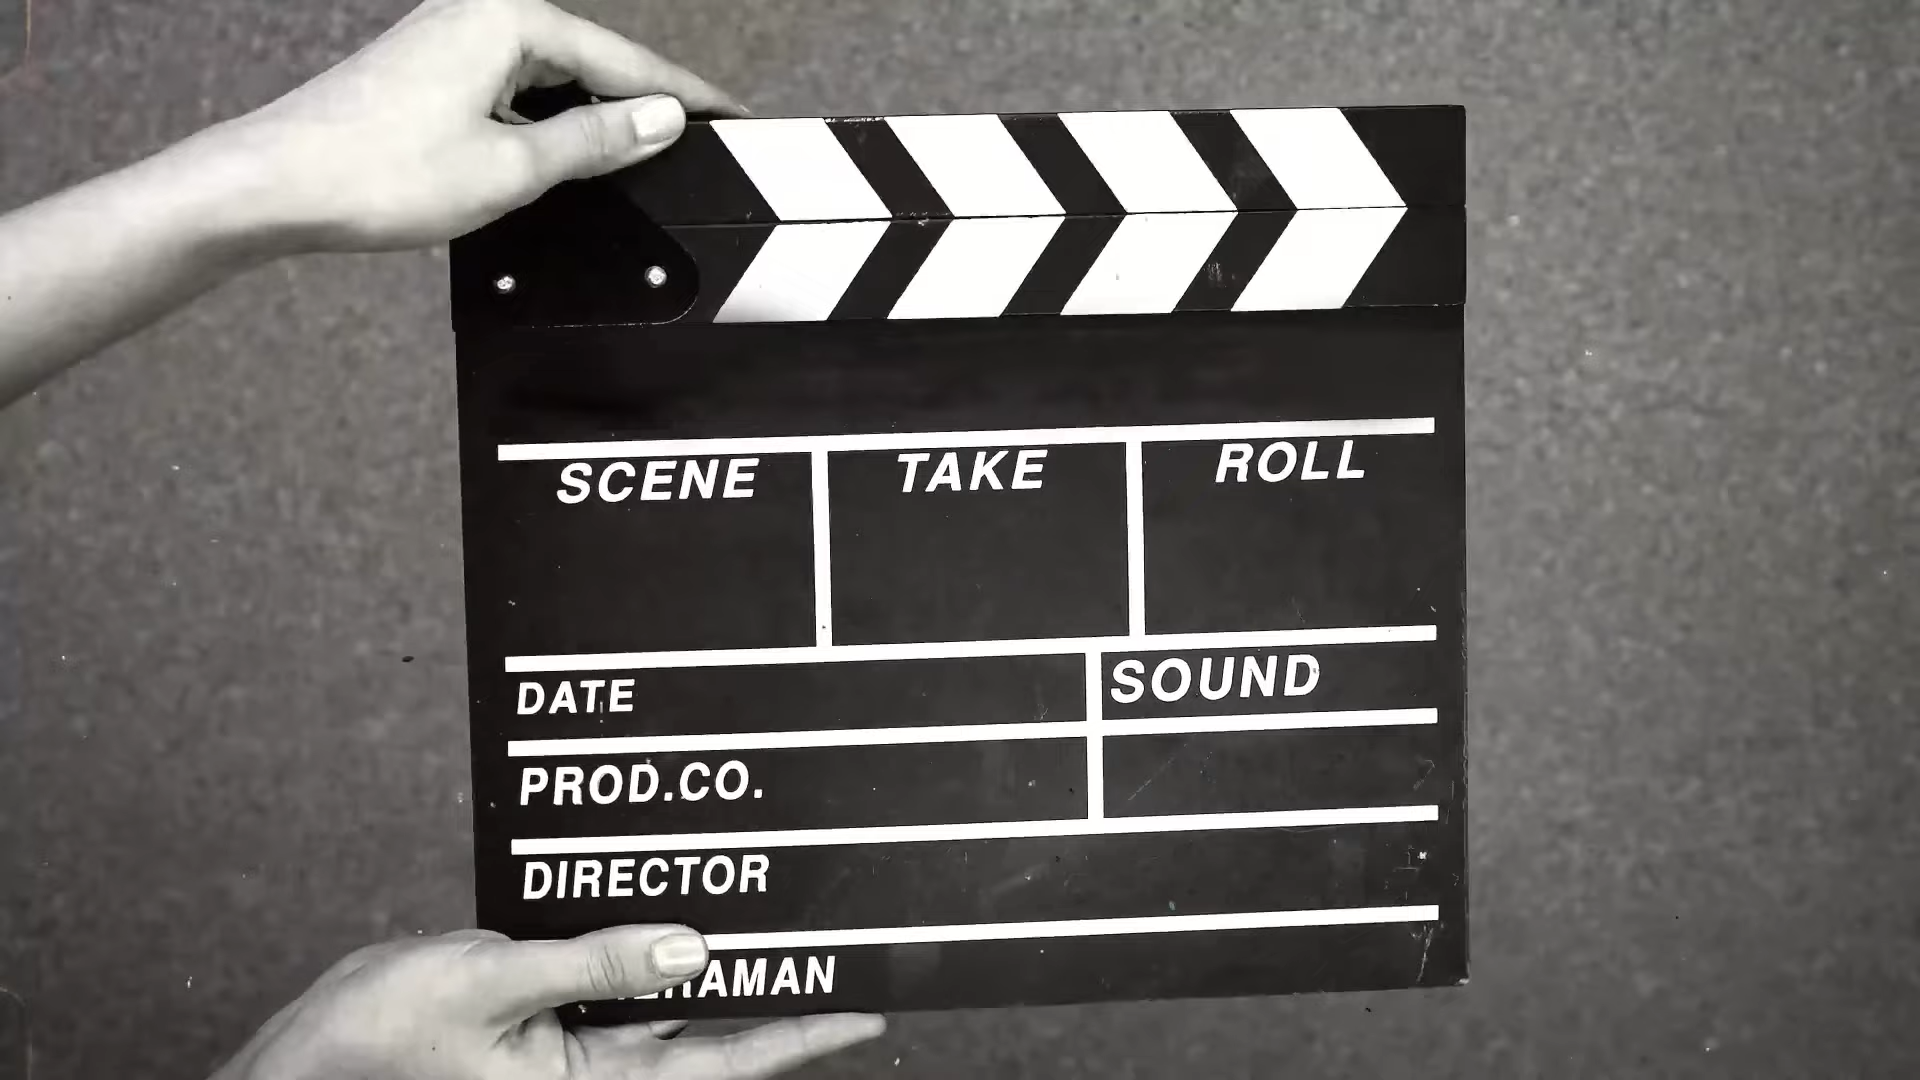 SCENE TAKE ROLL
DATE SOUND
PROD.CO.
DIRECTOR